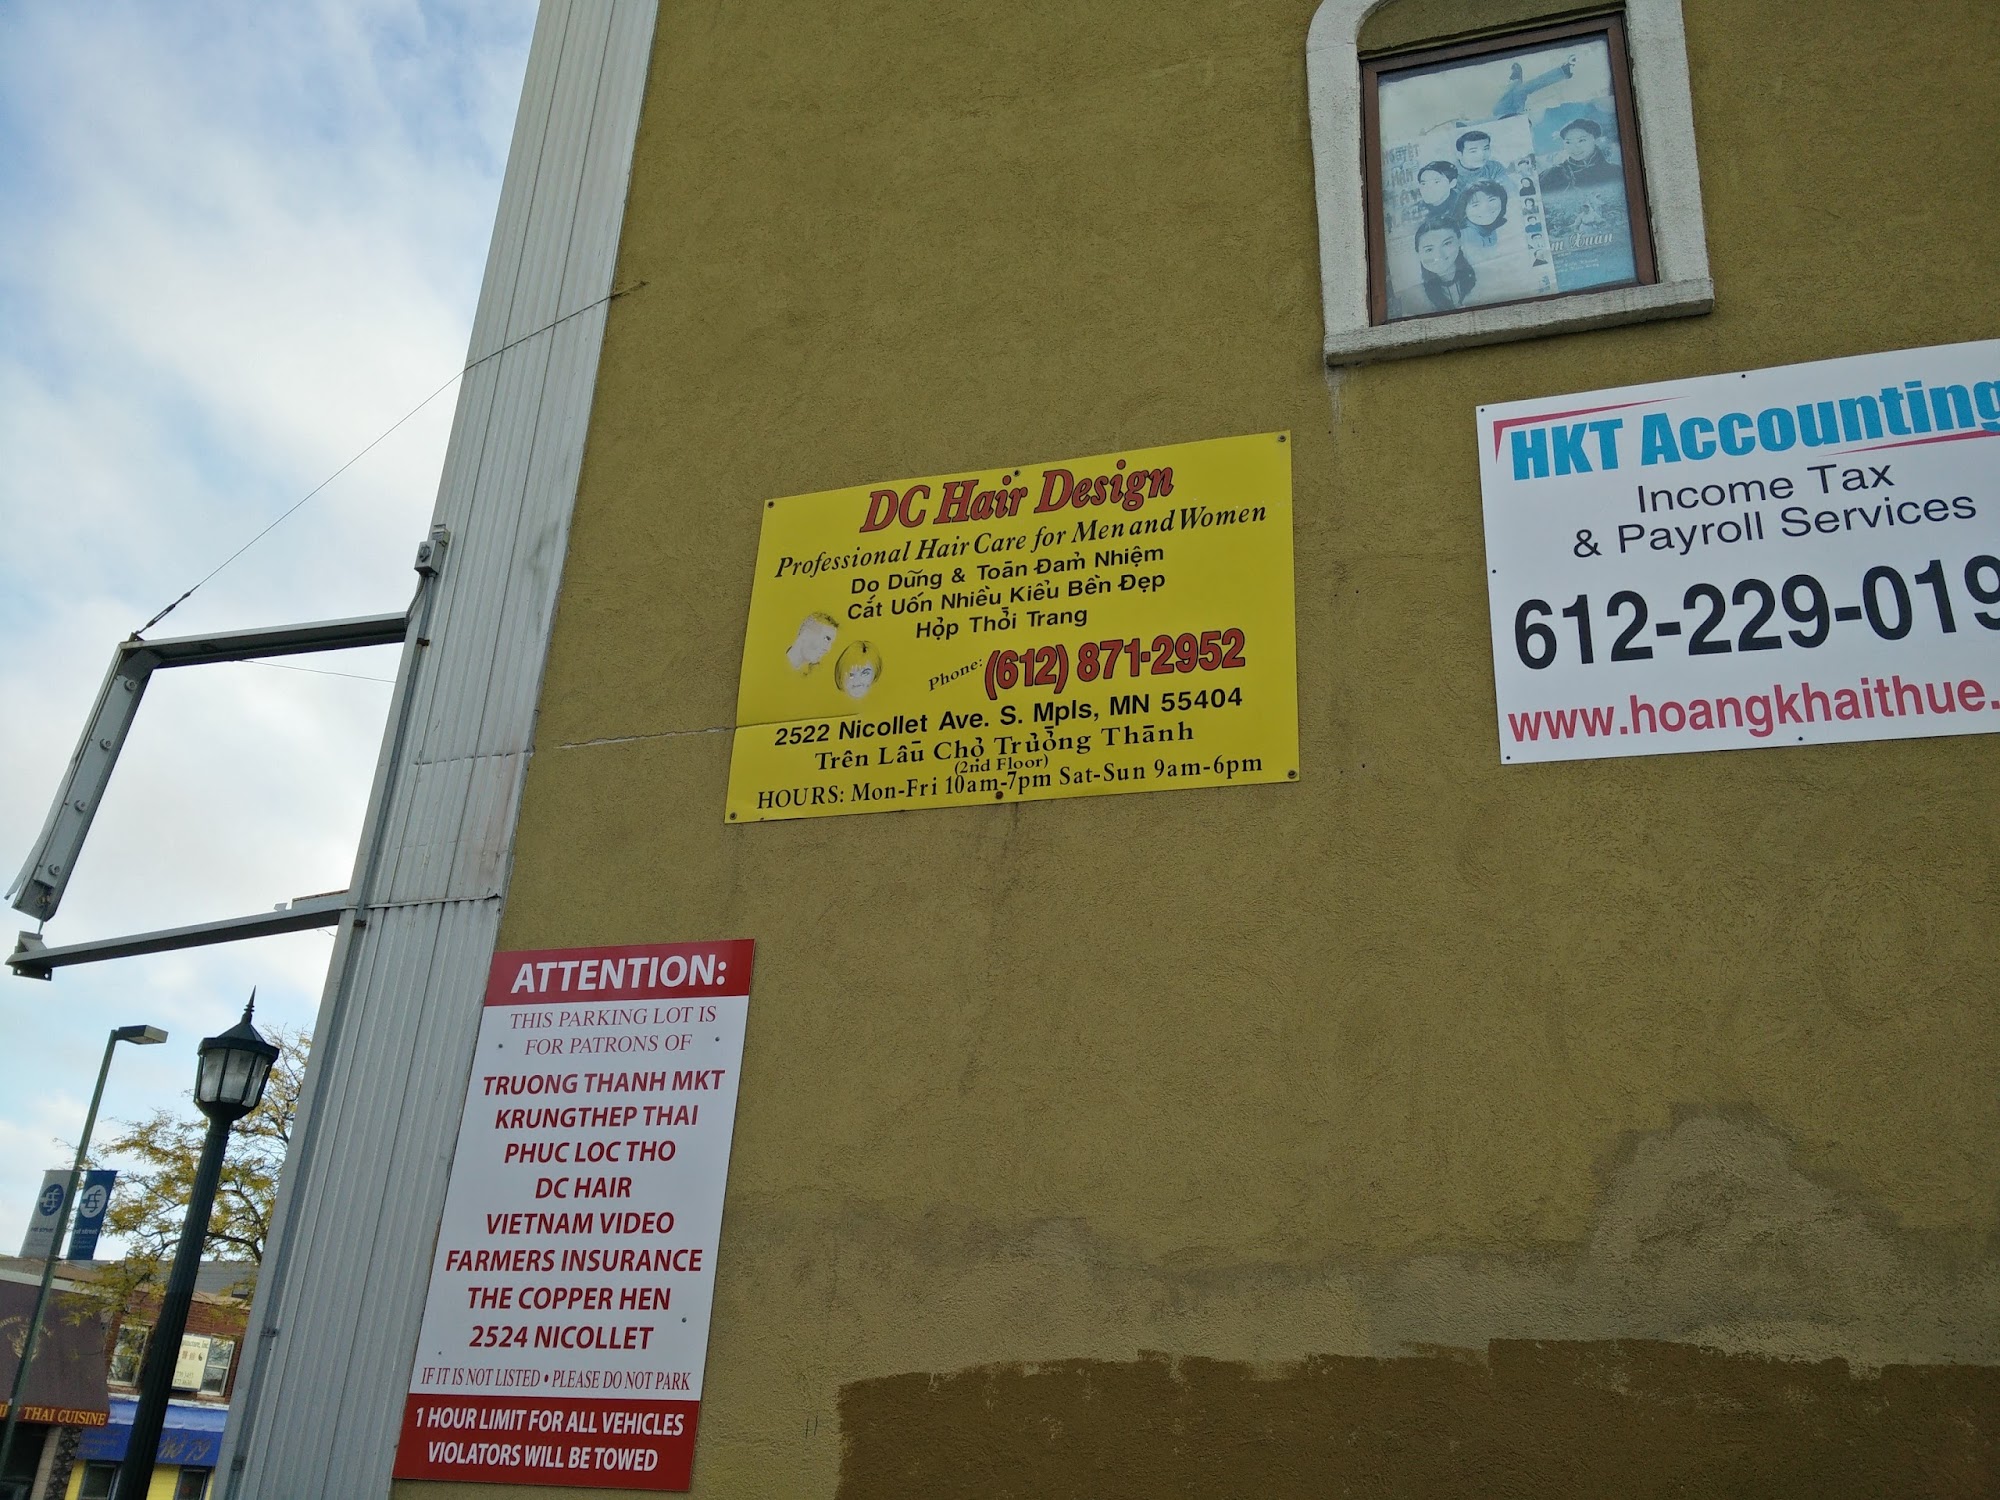 DC Hair Design
Professional Hair Care for Men and Women
Do Dũng & Toãn Đảm Nhiệm
Cắt Uốn Nhiều Kiểu Bền Đẹp
Hợp Thỏi Trang
Phone: (612) 871-2952
2522 Nicollet Ave. S. Mpls, MN 55404
Trên Lâũ Chợ Trưởng Thãnh
(2nd Floor)
HOURS: Mon-Fri 10am-7pm Sat-Sun 9am-6pm
HKT Accounting
Income Tax
& Payroll Services
612-229-019
www.hoangkhaithue.
ATTENTION:
THIS PARKING LOT IS
FOR PATRONS OF
TRUONG THANH MKT
KRUNGTHEP THAI
PHUC LOC THO
DC HAIR
VIETNAM VIDEO
FARMERS INSURANCE
THE COPPER HEN
2524 NICOLLET
IF IT IS NOT LISTED • PLEASE DO NOT PARK
1 HOUR LIMIT FOR ALL VEHICLES
VIOLATORS WILL BE TOWED
THAI CUISINE